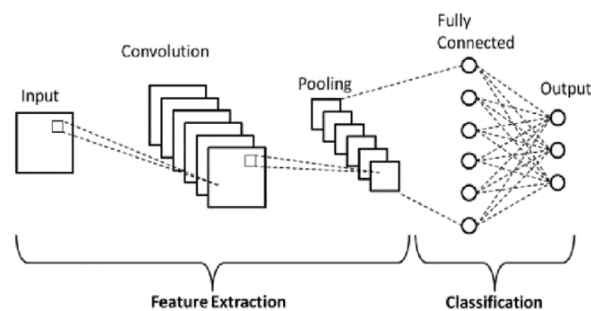 Fully
Connected
Convolution
Pooling
Output
Input
Feature Extraction
Classification